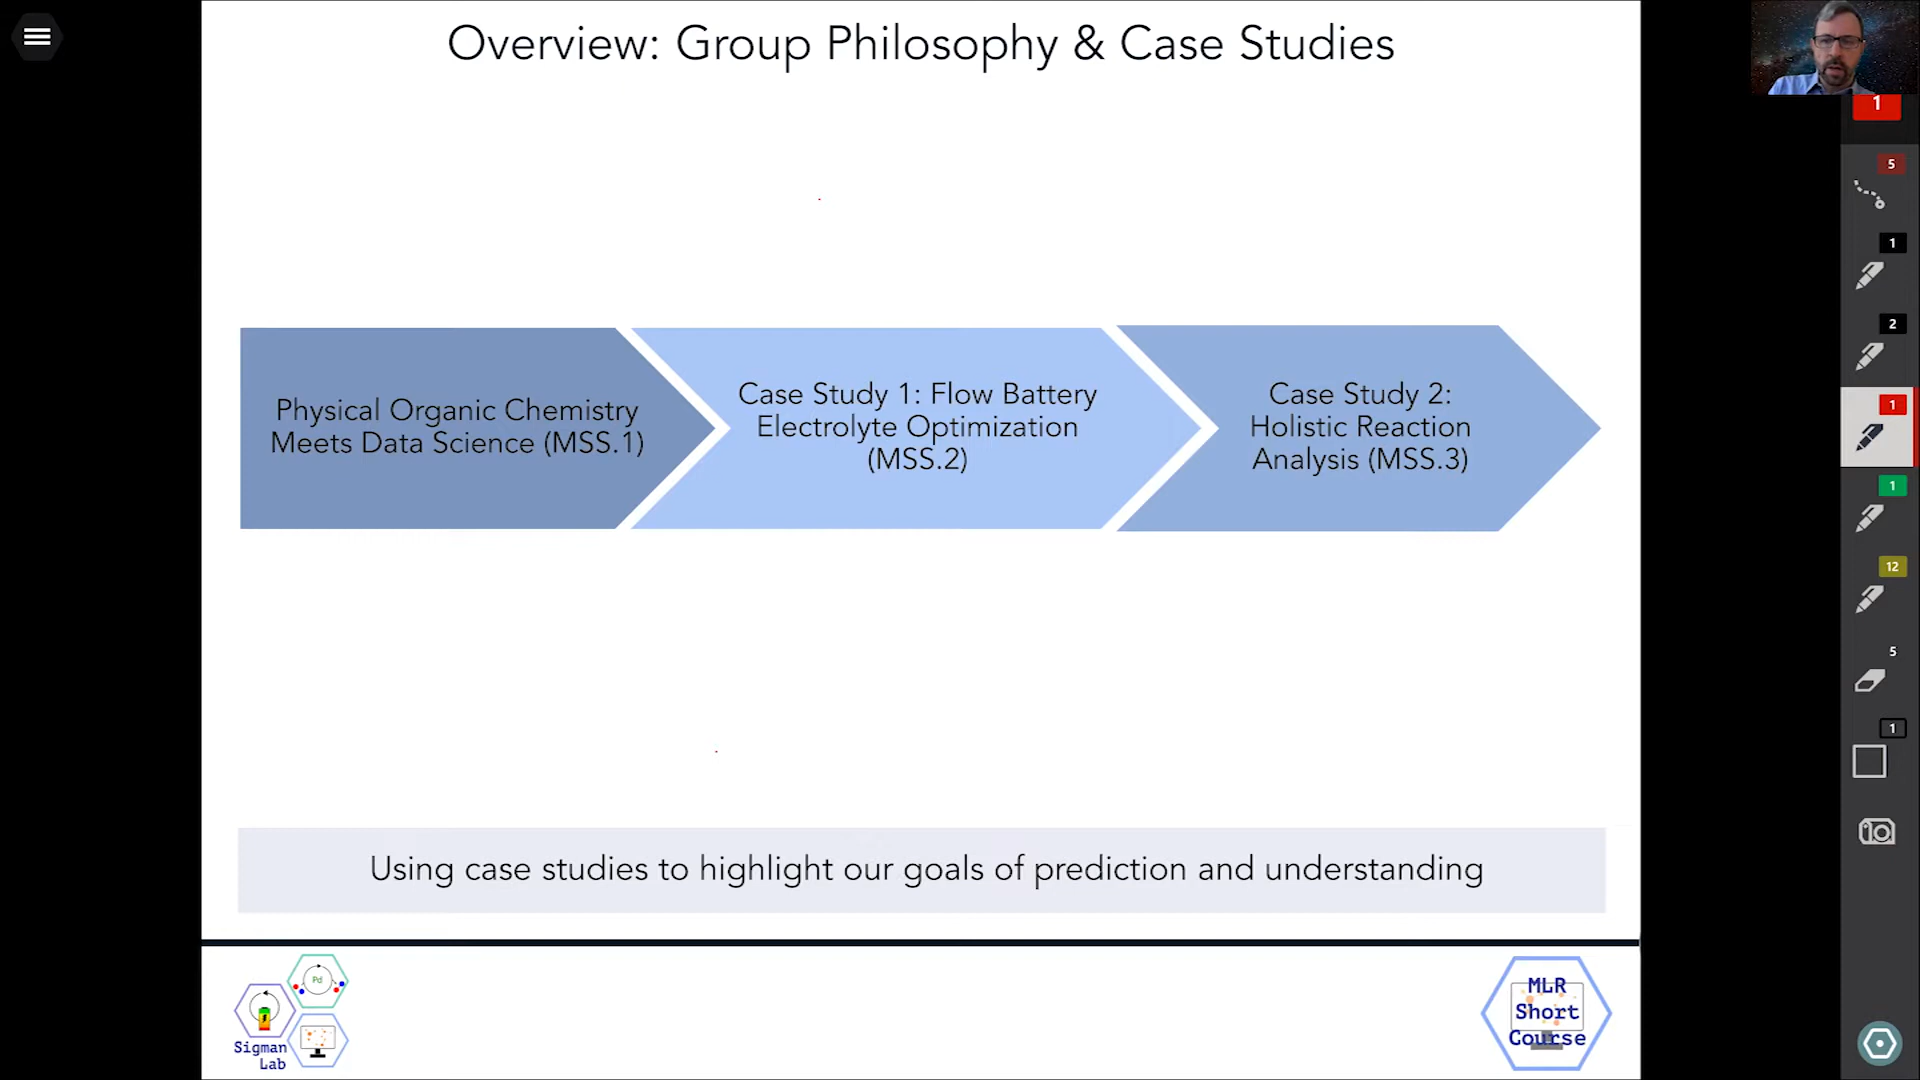 Overview: Group Philosophy & Case Studies
Physical Organic Chemistry
Meets Data Science (MSS.1)
Case Study 1: Flow Battery
Electrolyte Optimization
(MSS.2)
Case Study 2:
Holistic Reaction
Analysis (MSS.3)
Using case studies to highlight our goals of prediction and understanding
Pd
Sigman
Lab
MLR
Short
Course
1
5
1
2
1
1
12
5
1